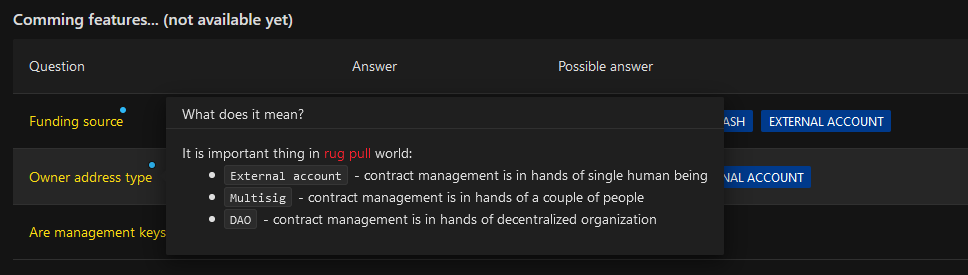 Comming features... (not available yet)
Question Answer Possible answer
What does it mean?
Funding source ASH EXTERNAL ACCOUNT
It is important thing in rug pull world:
Owner address type NAL ACCOUNT
External account - contract management is in hands of single human being
Multisig - contract management is in hands of a couple of people
DAO - contract management is in hands of decentralized organization
Are management keys